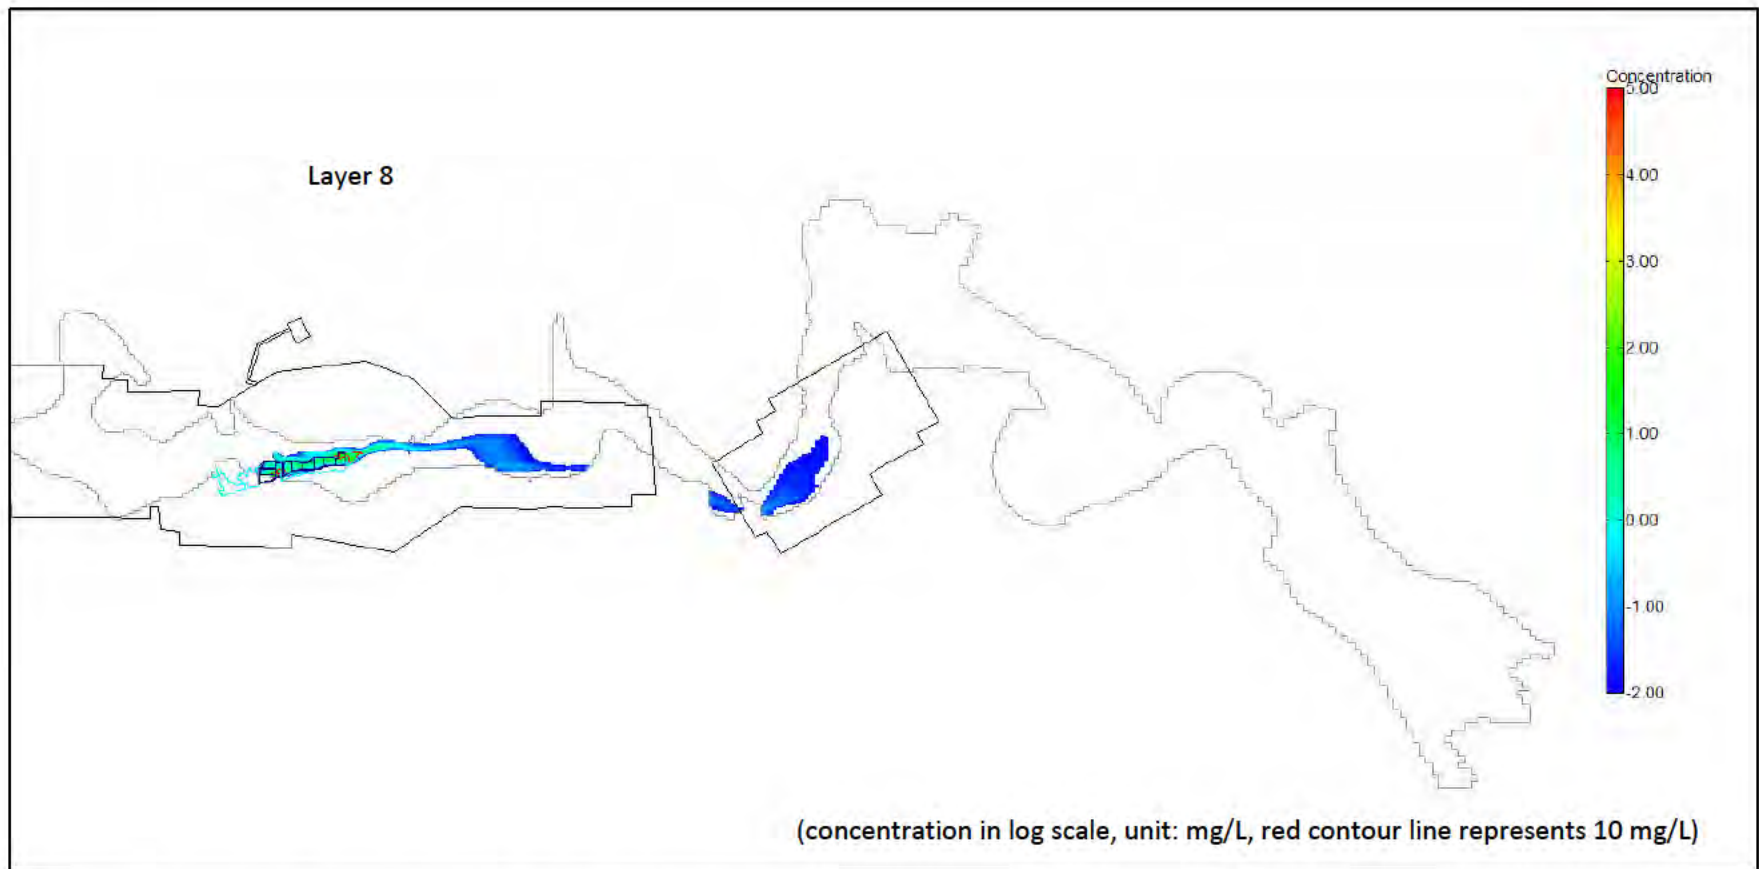 Concentration
5.00
Layer 8
4.00
3.00
2.00
1.00
0.00
-1.00
-2.00
(concentration in log scale, unit: mg/L, red contour line represents 10 mg/L)